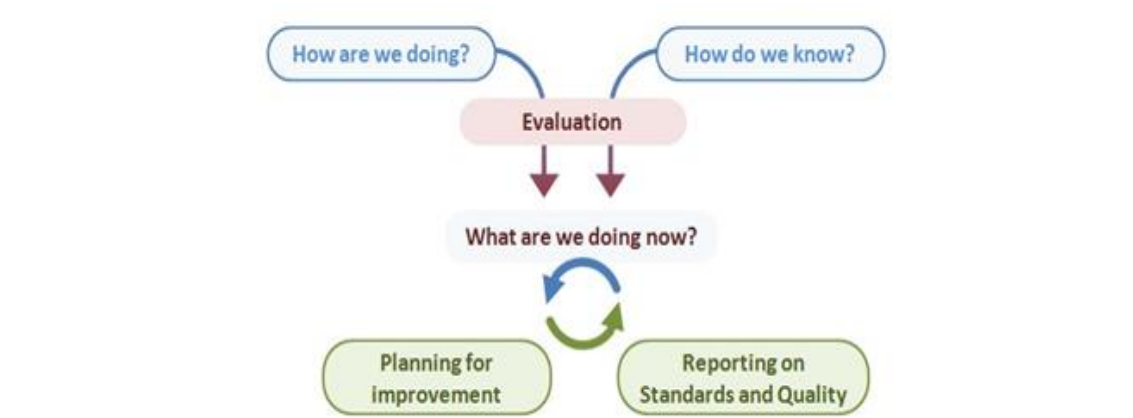 How are we doing?
How do we know?
Evaluation
What are we doing now?
Planning for
improvement
Reporting on
Standards and Quality